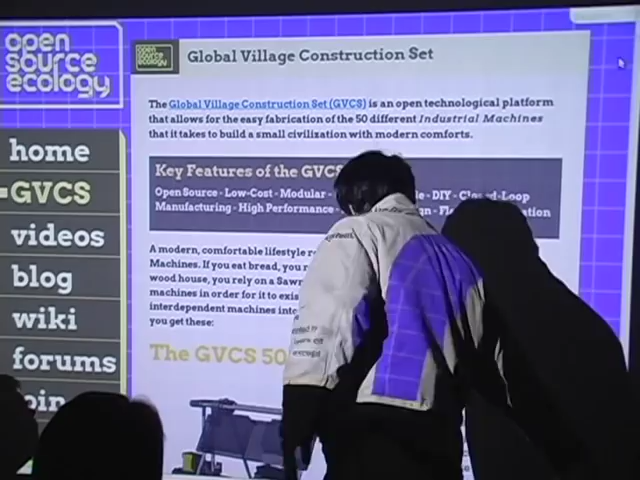 open
source
ecology
open
source
ecology
Global Village Construction Set
home
GVCS
videos
blog
wiki
forums
The Global Village Construction Set (GVCS) is an open technological platform
that allows for the easy fabrication of the 50 different Industrial Machines
that it takes to build a small civilization with modern comforts.
Key Features of the GVCS
Open Source - Low-Cost - Modular - DIY - Closed-Loop
Manufacturing - High Performance -
A modern, comfortable lifestyle
Machines. If you eat bread, you
wood house, you rely on a
machines in order for it to
interdependent machines
you get these:
The GVCS 50